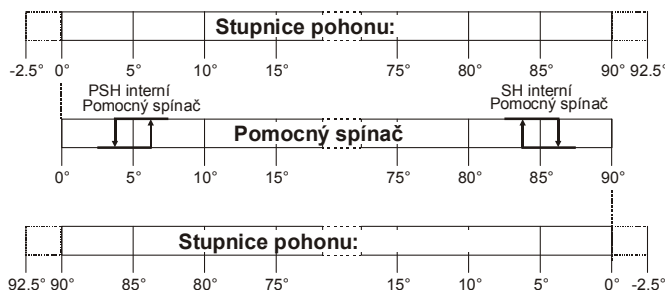 Stupnice pohonu:
-2.5° 0° 5° 10° 15° 75° 80° 85° 90° 92.5°
PSH interní
Pomocný spínač
SH interní
Pomocný spínač
Pomocný spínač
0° 5° 10° 15° 75° 80° 85° 90°
Stupnice pohonu:
92.5° 90° 85° 80° 75° 15° 10° 5° 0° -2.5°